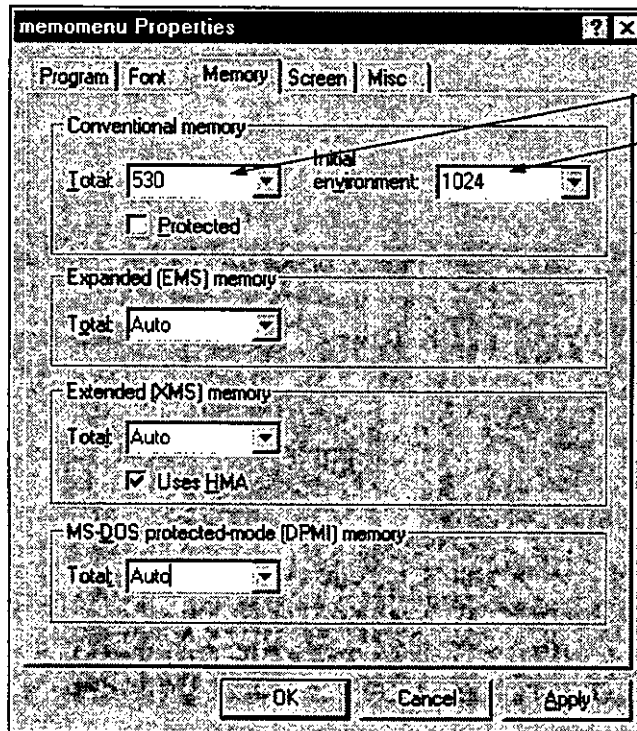 memomenu Properties
Program Font Memory Screen Misc
Conventional memory
Total: 530 Initial environment: 1024
Protected
Expanded (EMS) memory
Total: Auto
Extended (XMS) memory
Total: Auto
Uses HMA
MS-DOS protected-mode (DPMI) memory
Total: Auto
OK Cancel Apply